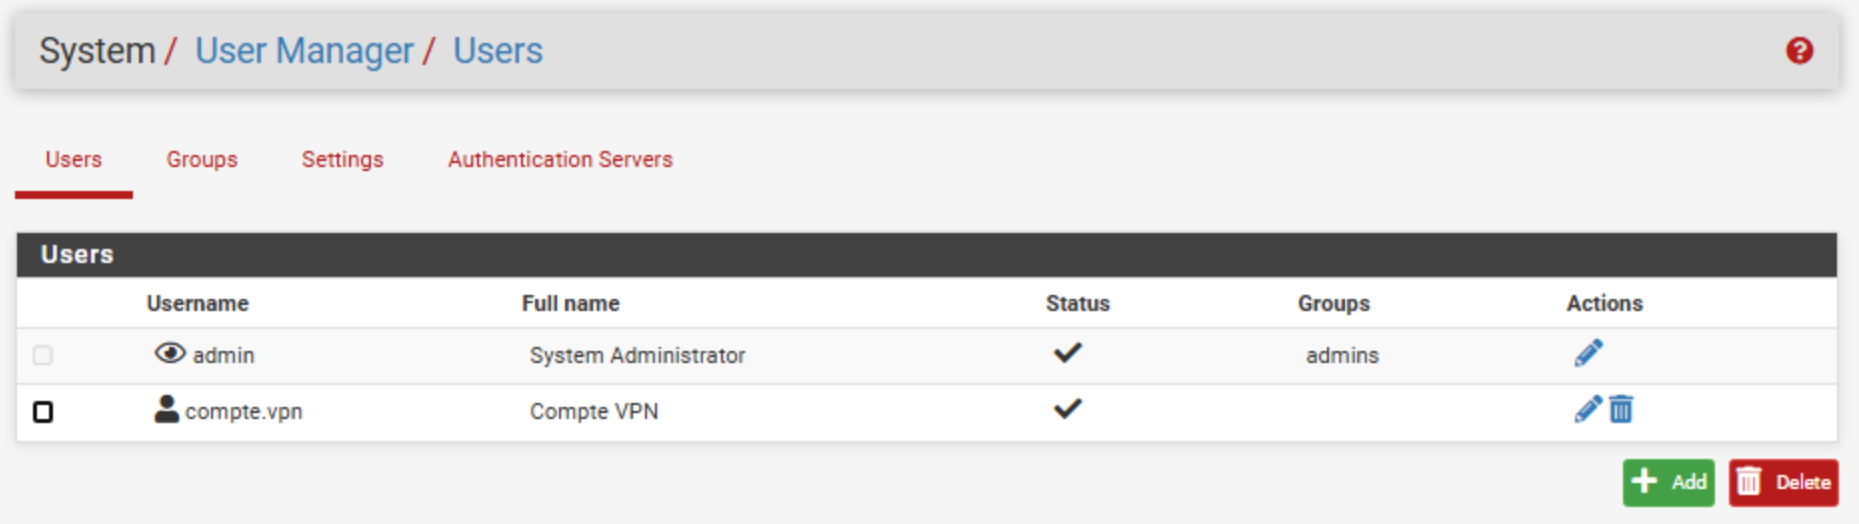 System / User Manager / Users
Users Groups Settings Authentication Servers
Users
Username Full name Status Groups Actions
admin System Administrator admins
compte.vpn Compte VPN
Add Delete